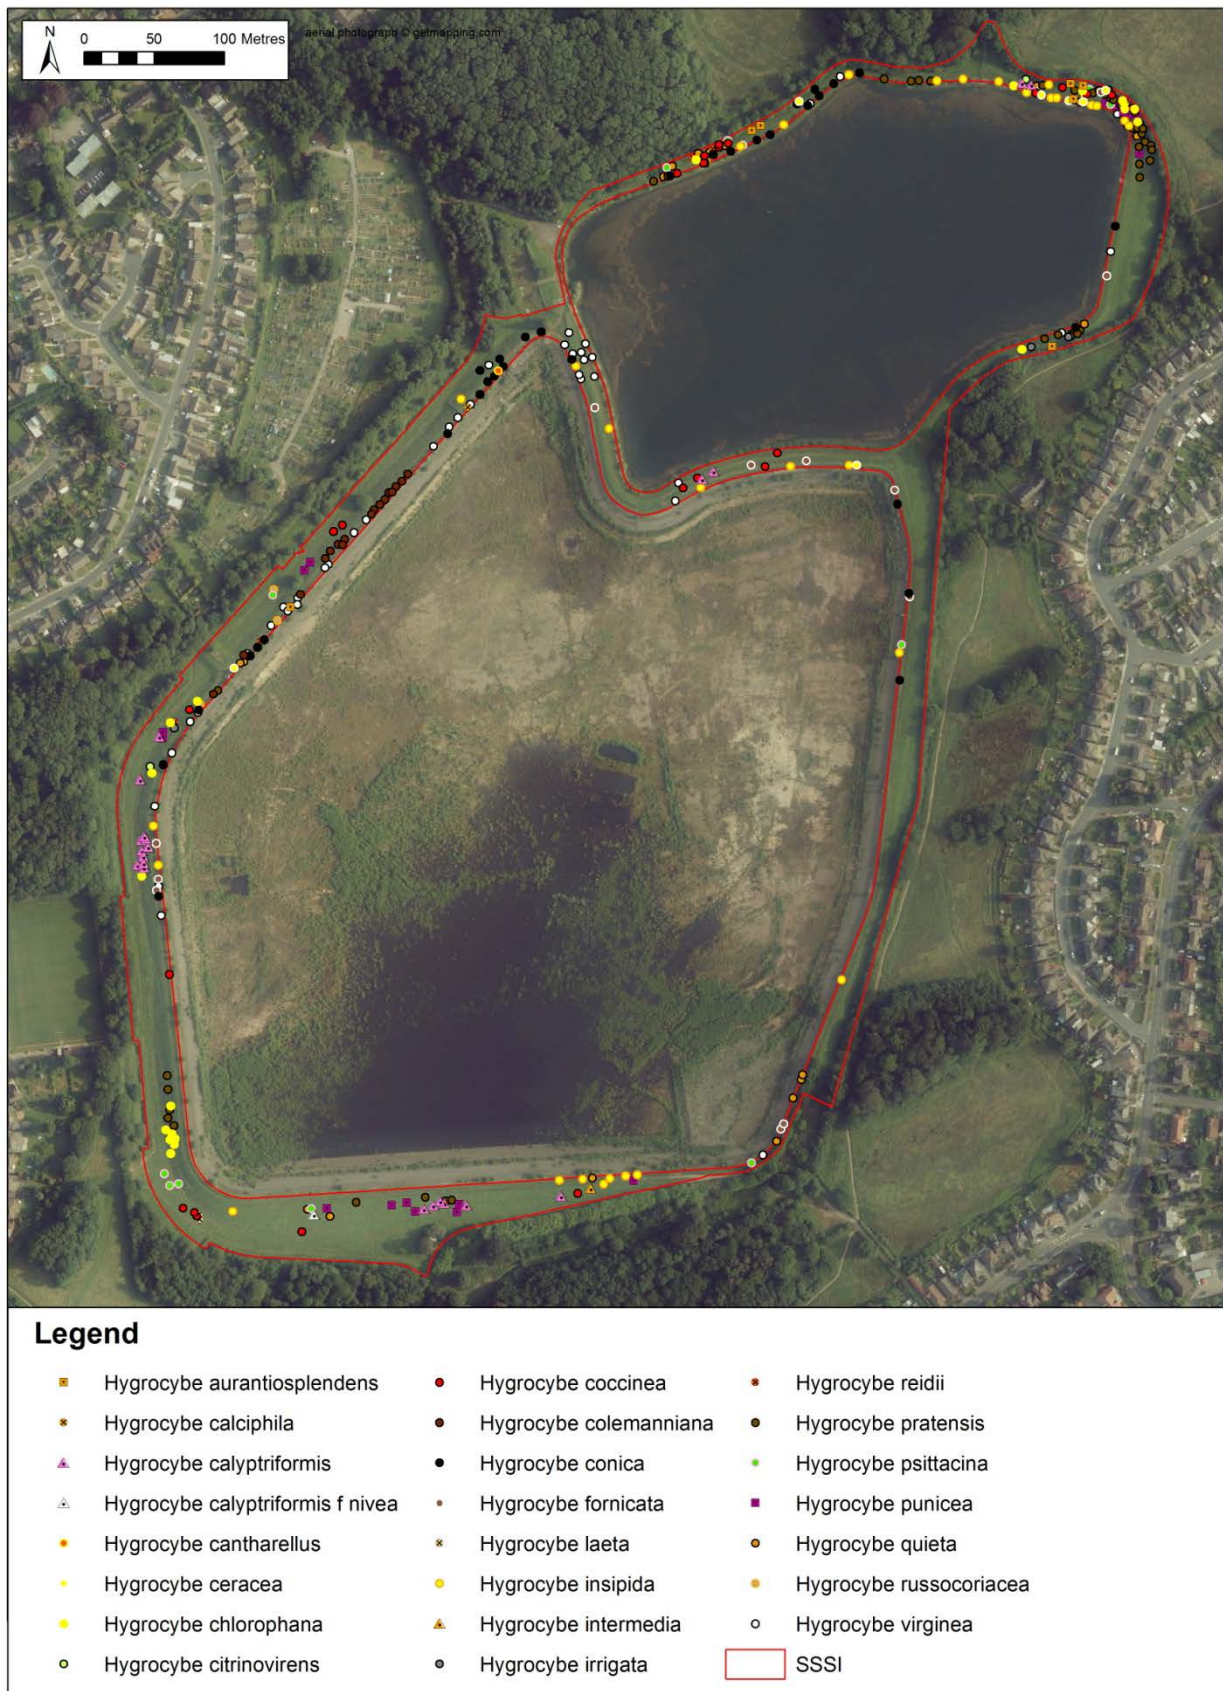 N
0 50 100 Metres
aerial photograph © getmapping.com
Legend
Hygrocybe aurantiosplendens
Hygrocybe calciphila
Hygrocybe calyptriformis
Hygrocybe calyptriformis f nivea
Hygrocybe cantharellus
Hygrocybe ceracea
Hygrocybe chlorophana
Hygrocybe citrinovirens
Hygrocybe coccinea
Hygrocybe colemanniana
Hygrocybe conica
Hygrocybe fornicata
Hygrocybe laeta
Hygrocybe insipida
Hygrocybe intermedia
Hygrocybe irrigata
Hygrocybe reidii
Hygrocybe pratensis
Hygrocybe psittacina
Hygrocybe punicea
Hygrocybe quieta
Hygrocybe russocoriacea
Hygrocybe virginea
SSSI